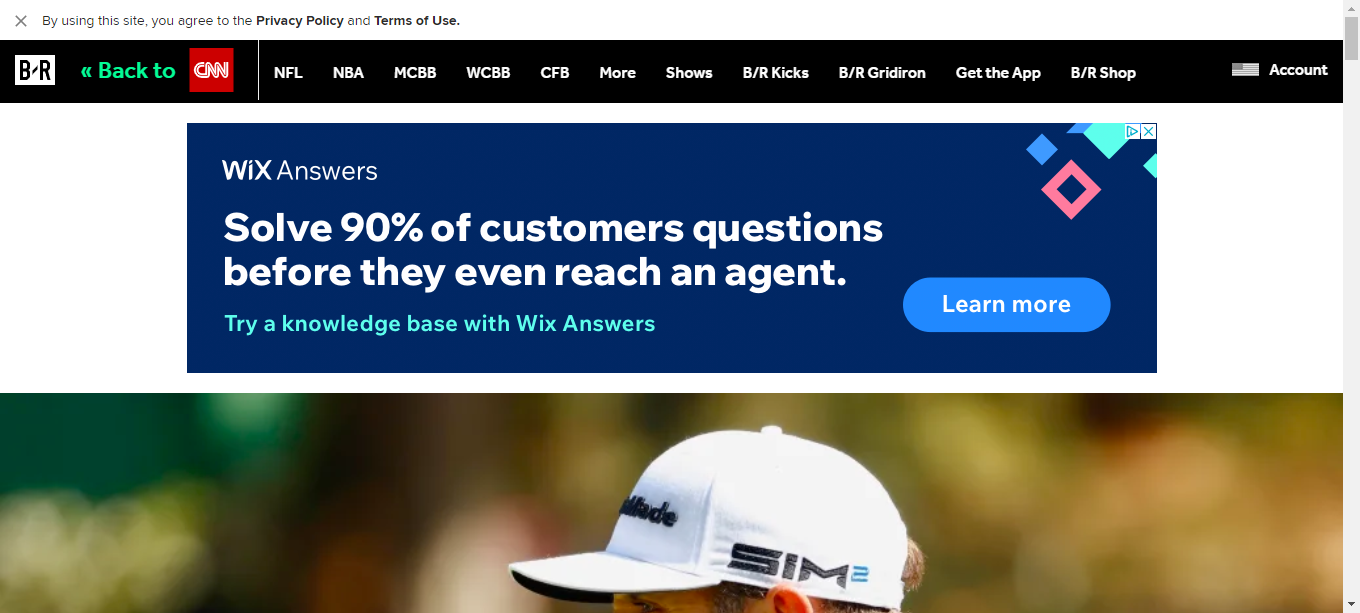 By using this site, you agree to the Privacy Policy and Terms of Use.
B/R « Back to CNN NFL NBA MCBB WCBB CFB More Shows B/R Kicks B/R Gridiron Get the App B/R Shop Account
WiX Answers
Solve 90% of customers questions
before they even reach an agent.
Learn more
Try a knowledge base with Wix Answers
SIM2